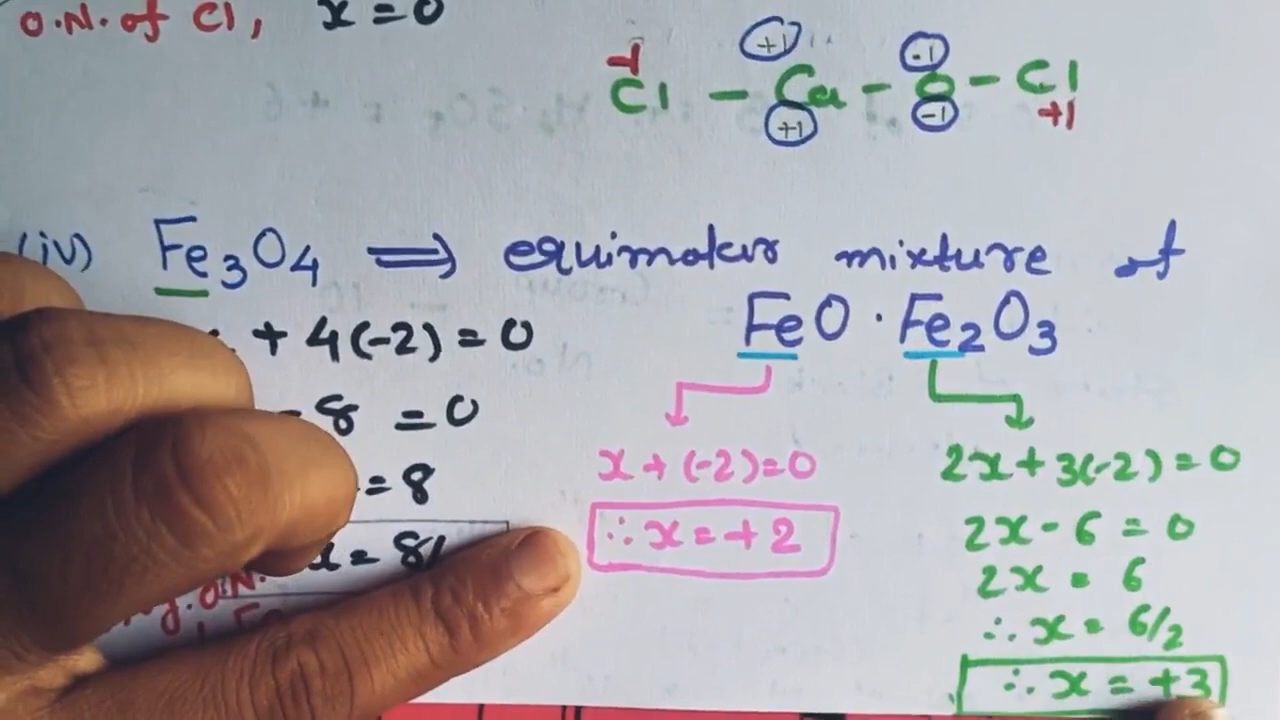 O.N. of Cl, x = 0
+1 -1
-1 Cl - Ca - O - Cl +1
+1 -1
(iv) Fe3O4 ⟹ equimolar mixture of
FeO · Fe2O3
+ 4(-2) = 0
- 8 = 0
= 8
x = 8/
O.N.
x + (-2) = 0
∴ x = +2
2x + 3(-2) = 0
2x - 6 = 0
2x = 6
∴ x = 6/2
∴ x = +3